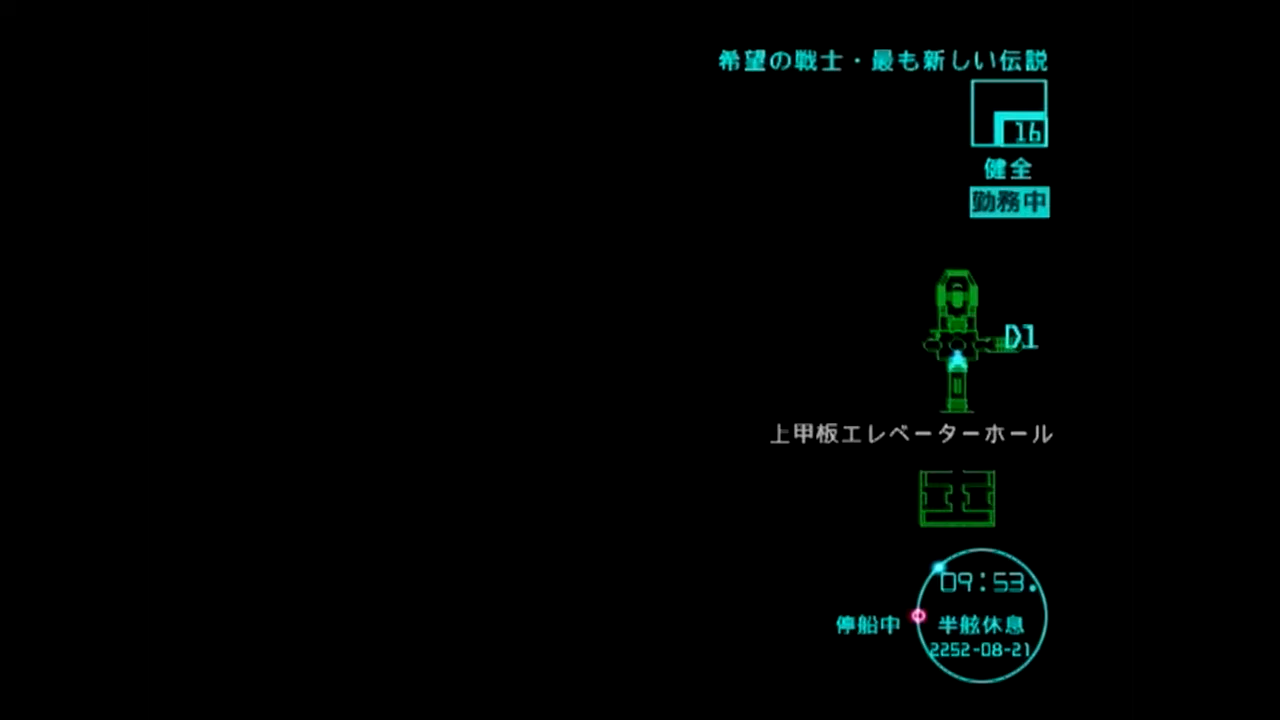 希望の戦士・最も新しい伝説
16
健全
勤務中
D1
上甲板エレベーターホール
09:53.
停船中
半舷休息
2252-08-21